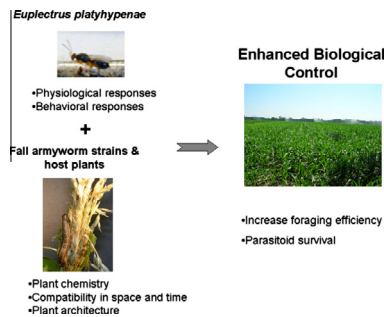 Euplectrus platyhypenae
•Physiological responses
•Behavioral responses
+
Fall armyworm strains &
host plants
•Plant chemistry
•Compatibility in space and time
•Plant architecture
Enhanced Biological
Control
•Increase foraging efficiency
•Parasitoid survival